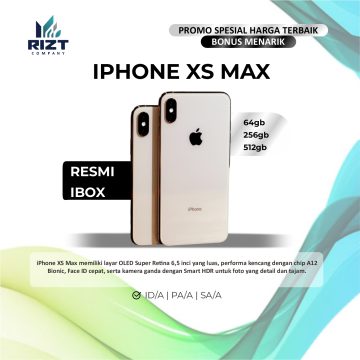 RIZT
COMPANY
PROMO SPESIAL HARGA TERBAIK
BONUS MENARIK
IPHONE XS MAX
64gb
256gb
512gb
RESMI
IBOX
iPhone
iPhone XS Max memiliki layar OLED Super Retina 6,5 inci yang luas, performa kencang dengan chip A12
Bionic, Face ID cepat, serta kamera ganda dengan Smart HDR untuk foto yang detail dan tajam.
ID/A | PA/A | SA/A